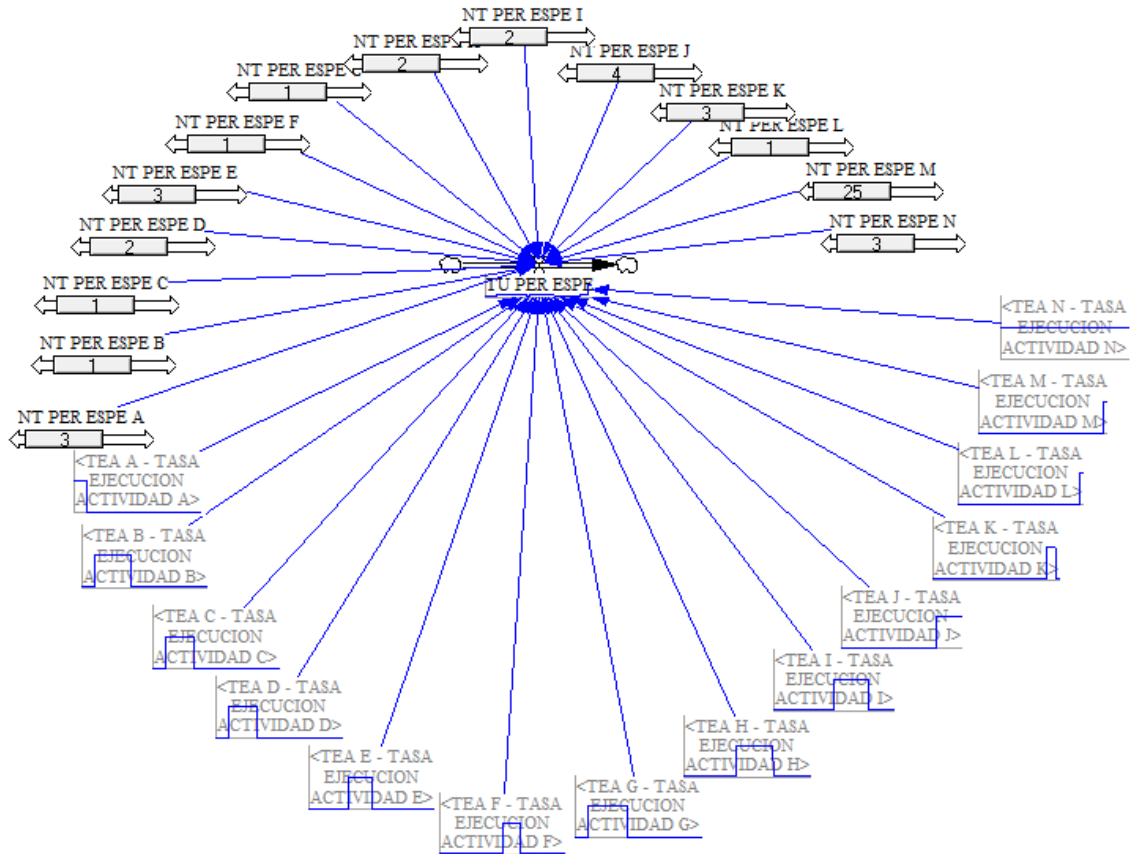 NT PER ESPE I
2
NT PER ESPE
2
NT PER ESPE J
4
NT PER ESPE
1
NT PER ESPE K
3
NT PER ESPE F
1
NT PER ESPE L
1
NT PER ESPE E
3
NT PER ESPE M
25
NT PER ESPE D
2
NT PER ESPE N
3
NT PER ESPE C
1
TU PER ESPE
NT PER ESPE B
1
NT PER ESPE A
3
<TEA N - TASA
EJECUCION
ACTIVIDAD N>
<TEA M - TASA
EJECUCION
ACTIVIDAD M>
<TEA L - TASA
EJECUCION
ACTIVIDAD L>
<TEA K - TASA
EJECUCION
ACTIVIDAD K>
<TEA A - TASA
EJECUCION
ACTIVIDAD A>
<TEA B - TASA
EJECUCION
ACTIVIDAD B>
<TEA C - TASA
EJECUCION
ACTIVIDAD C>
<TEA D - TASA
EJECUCION
ACTIVIDAD D>
<TEA E - TASA
EJECUCION
ACTIVIDAD E>
<TEA F - TASA
EJECUCION
ACTIVIDAD F>
<TEA G - TASA
EJECUCION
ACTIVIDAD G>
<TEA H - TASA
EJECUCION
ACTIVIDAD H>
<TEA I - TASA
EJECUCION
ACTIVIDAD I>
<TEA J - TASA
EJECUCION
ACTIVIDAD J>